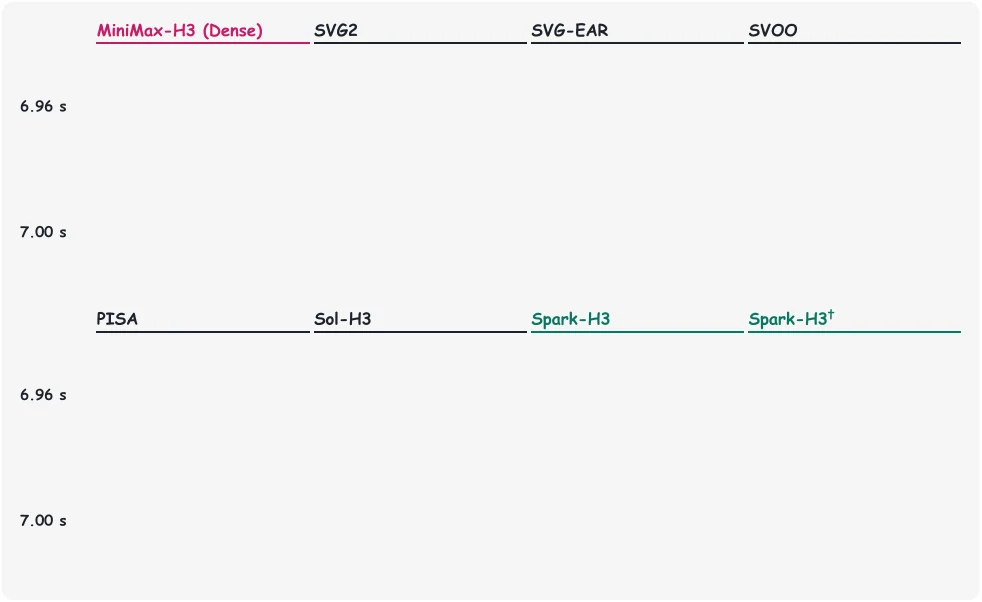 MiniMax-H3 (Dense) SVG2 SVG-EAR SVOO
6.96 s
7.00 s
PISA Sol-H3 Spark-H3 Spark-H3†
6.96 s
7.00 s